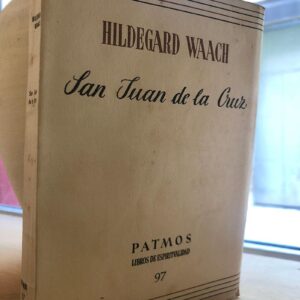 HILDEGARD WAACH
San Juan de la Cruz
PATMOS
LIBROS DE ESPIRITUALIDAD
97